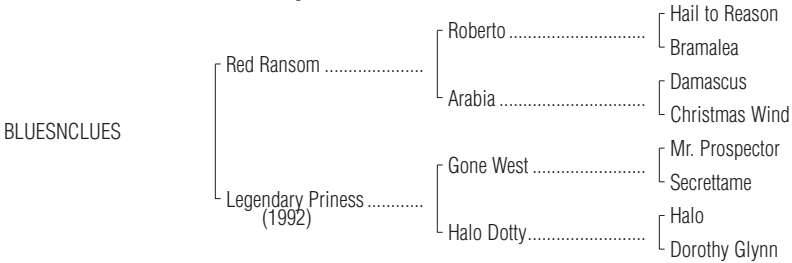 Hail to Reason
Roberto ..............................
Bramalea
Red Ransom ......................
Damascus
Arabia ................................
Christmas Wind
BLUESNCLUES
Mr. Prospector
Gone West .........................
Secrettame
Legendary Priness ............
(1992)
Halo
Halo Dotty..........................
Dorothy Glynn